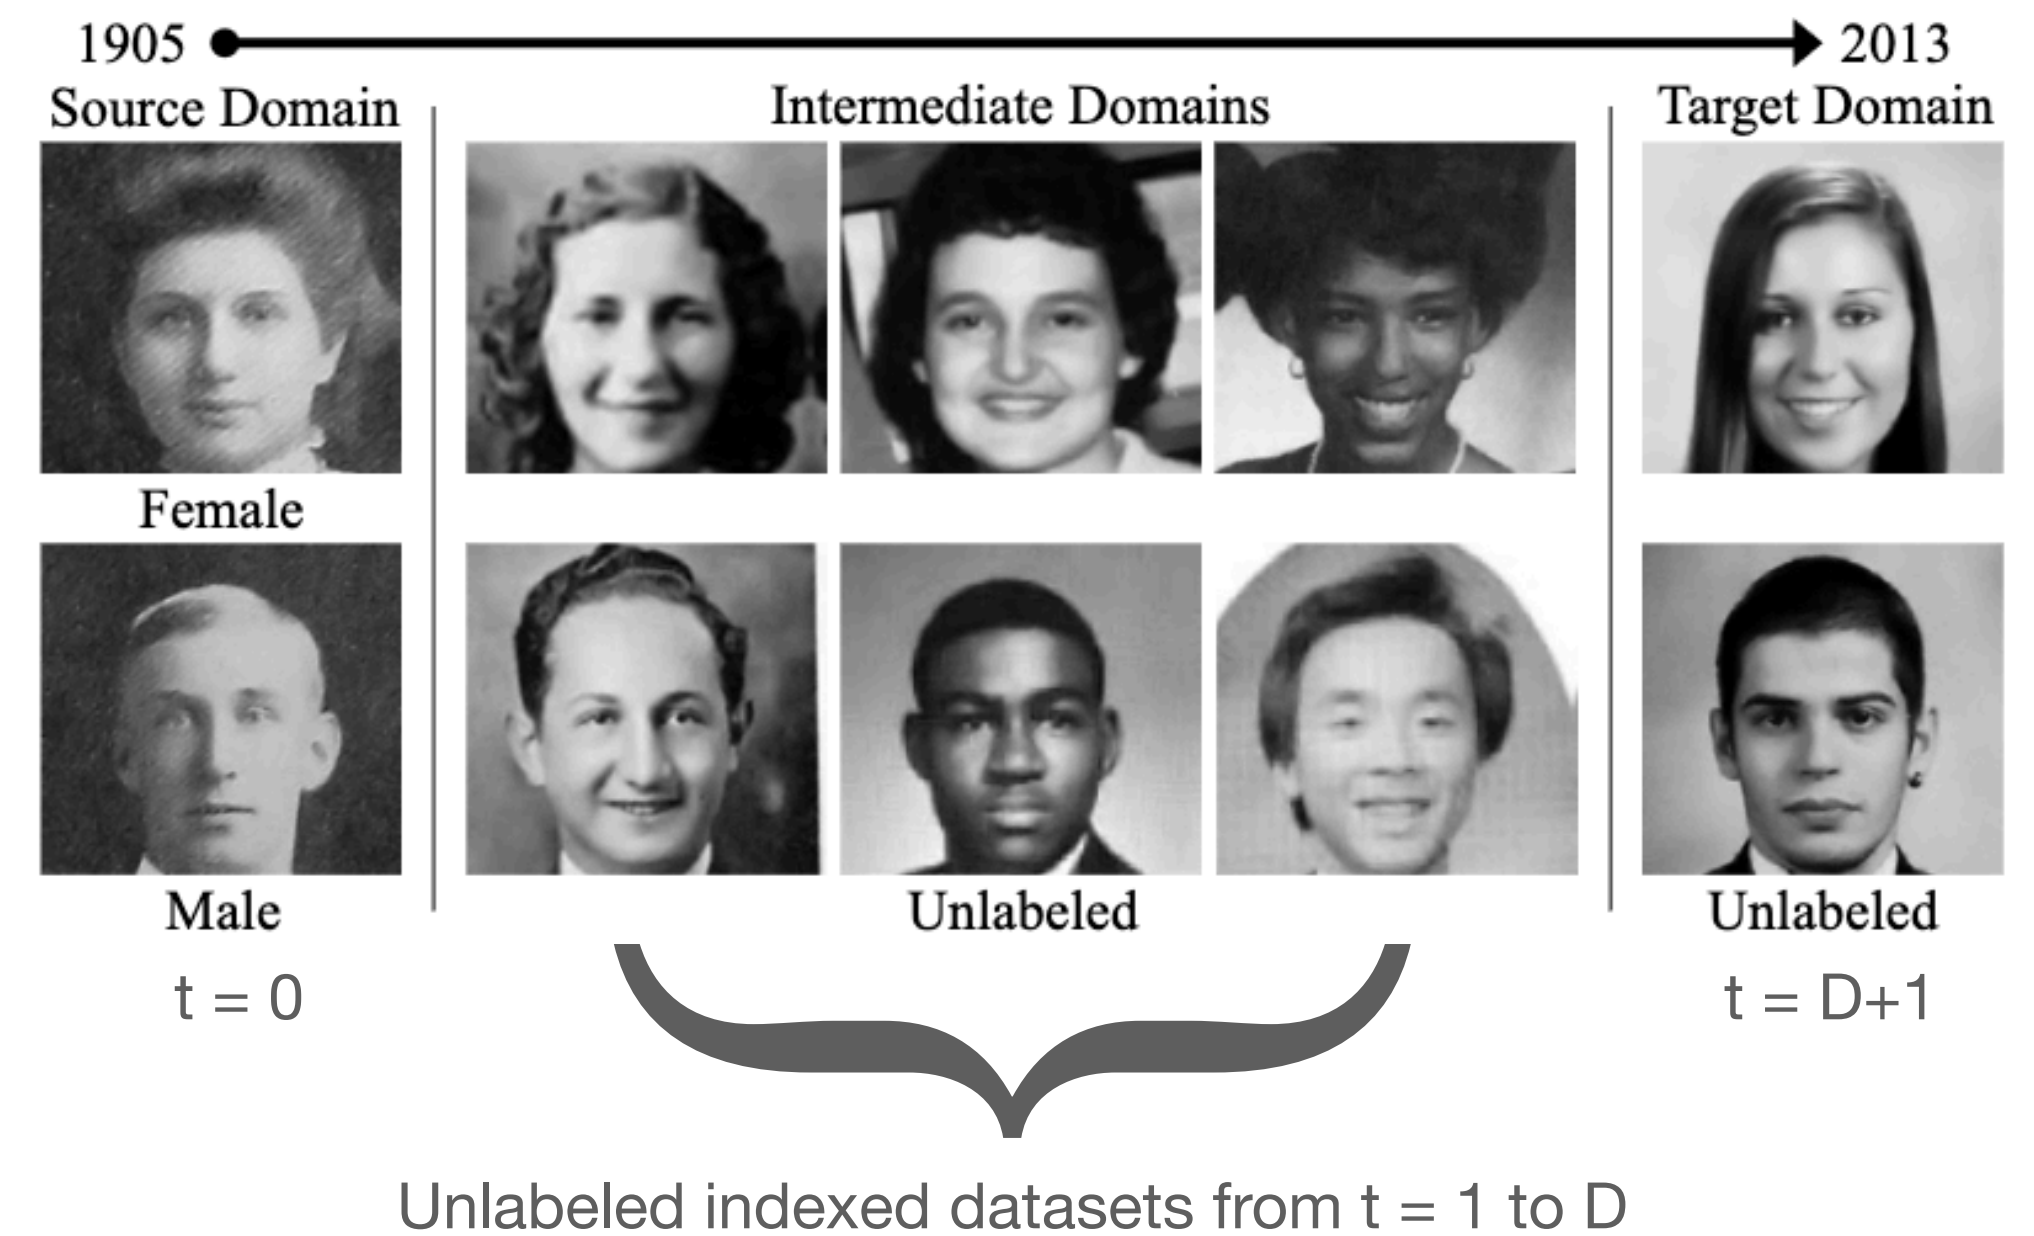 1905
2013
Source Domain
Intermediate Domains
Target Domain
Female
Male
Unlabeled
Unlabeled
t = 0
t = D+1
Unlabeled indexed datasets from t = 1 to D